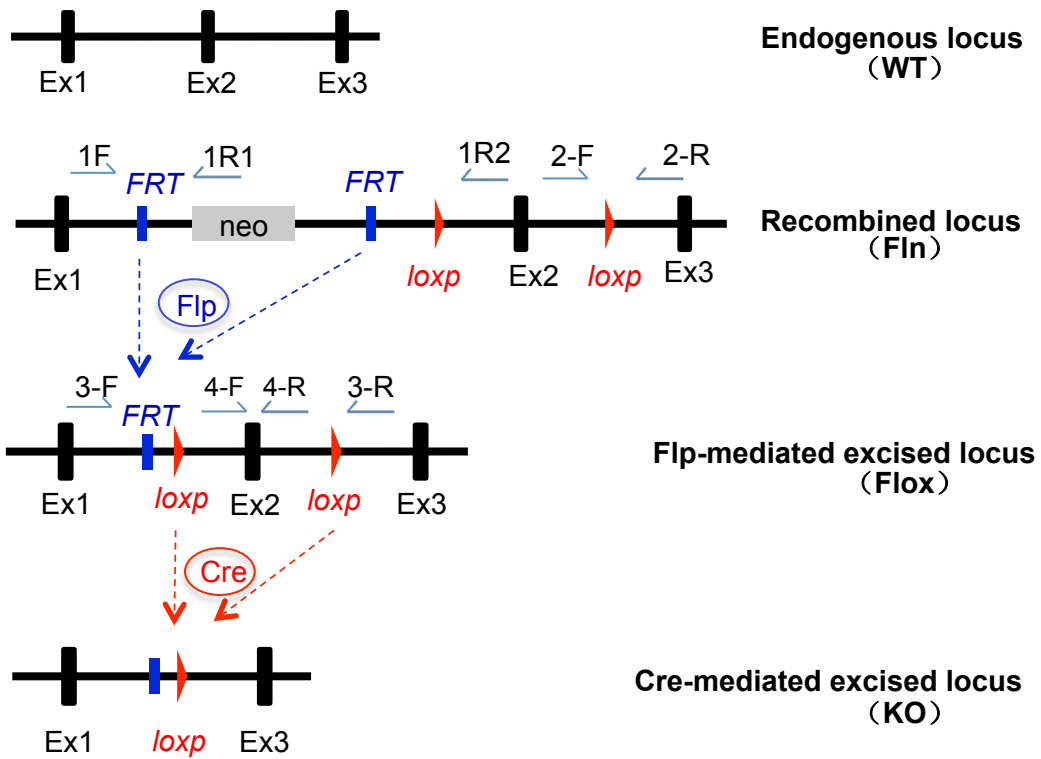 Ex1 Ex2 Ex3
Endogenous locus
（WT）
1F FRT 1R1 FRT 1R2 2-F 2-R
neo
Ex1 loxp Ex2 loxp Ex3
Recombined locus
（Fln）
Flp
3-F FRT 4-F 4-R 3-R
Ex1 loxp Ex2 loxp Ex3
Flp-mediated excised locus
（Flox）
Cre
Ex1 loxp Ex3
Cre-mediated excised locus
（KO）